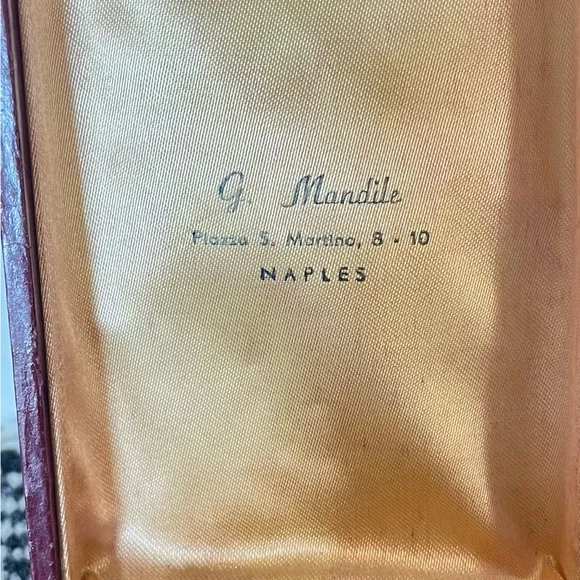 G. Mandile
Piazza S. Martino, 8 - 10
NAPLES